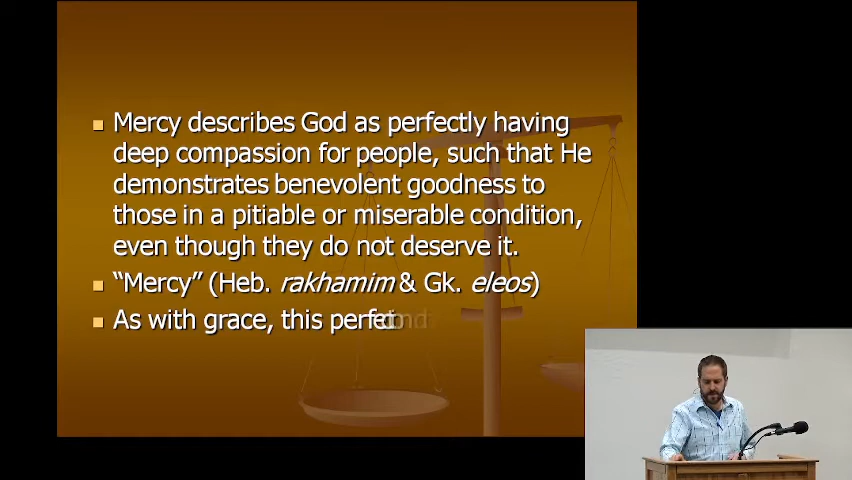 Mercy describes God as perfectly having
deep compassion for people, such that He
demonstrates benevolent goodness to
those in a pitiable or miserable condition,
even though they do not deserve it.
"Mercy" (Heb. rakhamim & Gk. eleos)
As with grace, this